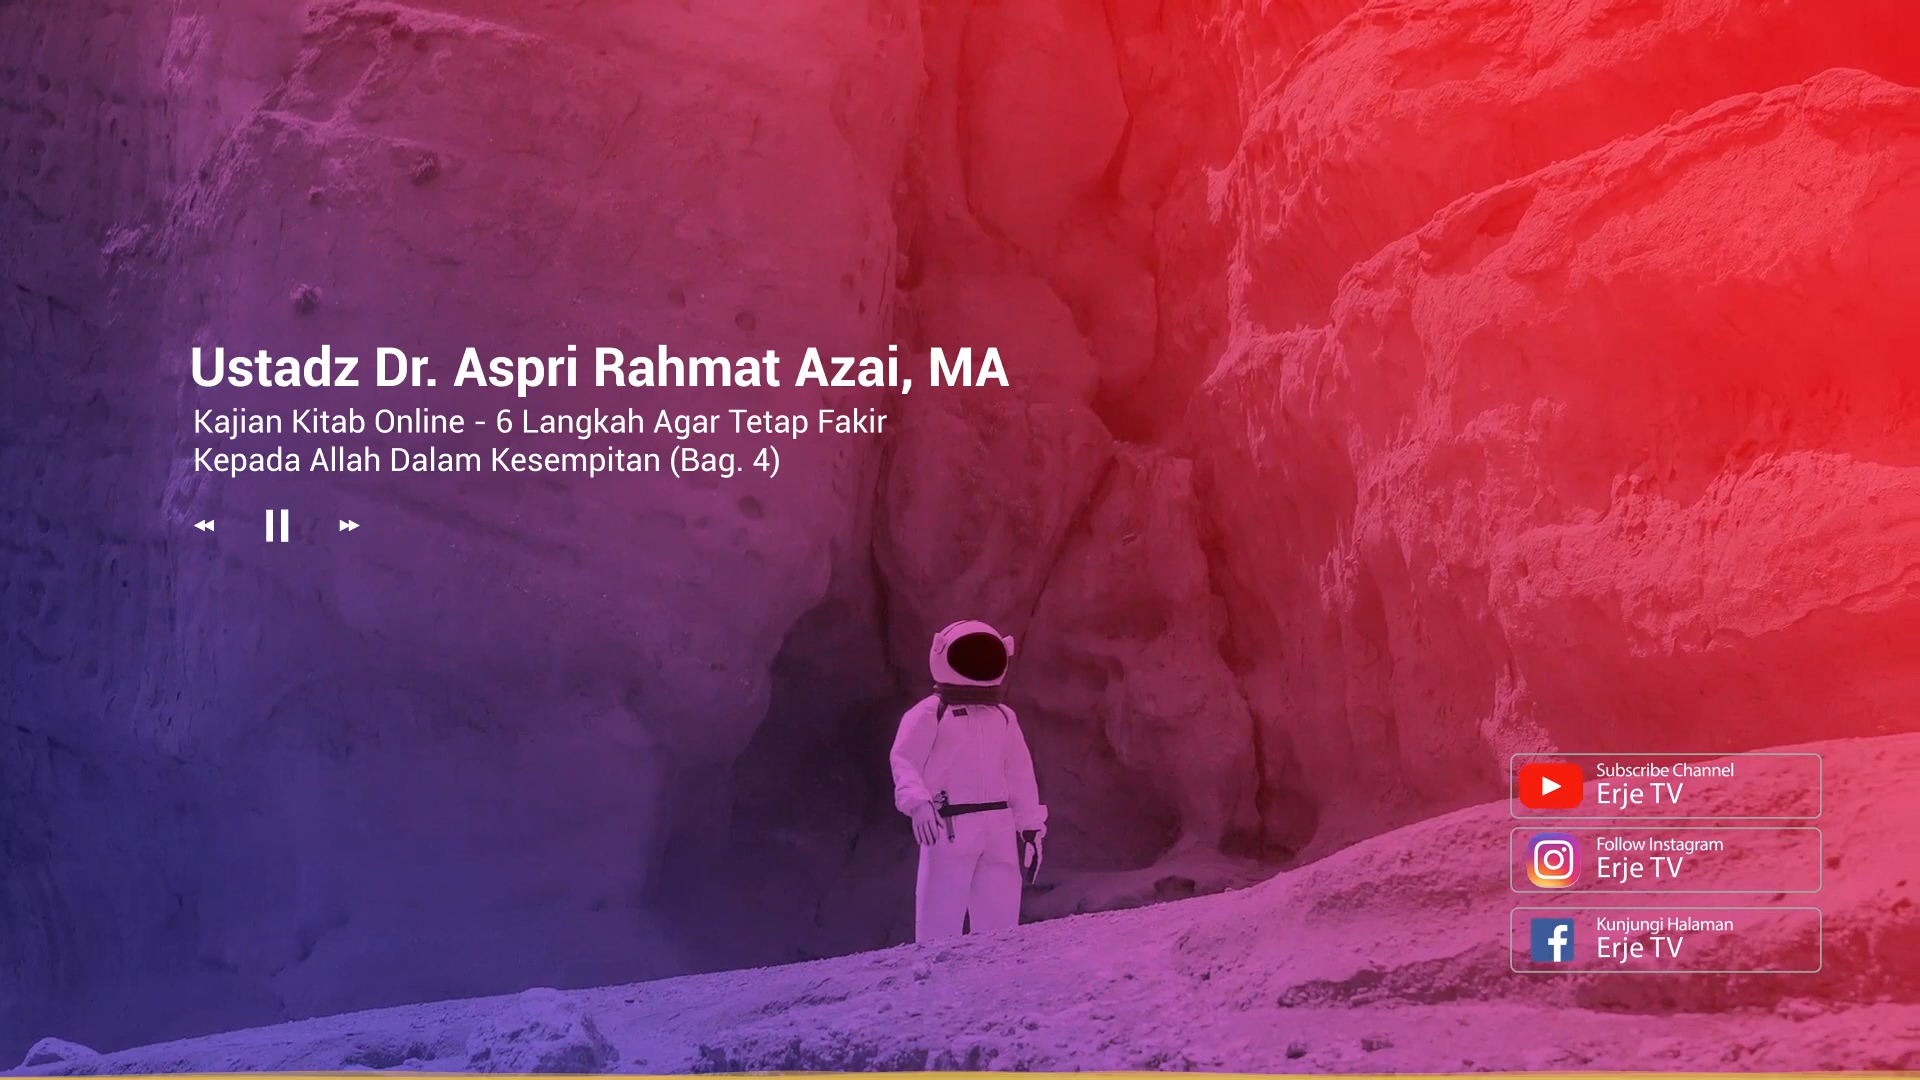 Ustadz Dr. Aspri Rahmat Azai, MA
Kajian Kitab Online - 6 Langkah Agar Tetap Fakir
Kepada Allah Dalam Kesempitan (Bag. 4)
Subscribe Channel
Erje TV
Follow Instagram
Erje TV
Kunjungi Halaman
Erje TV